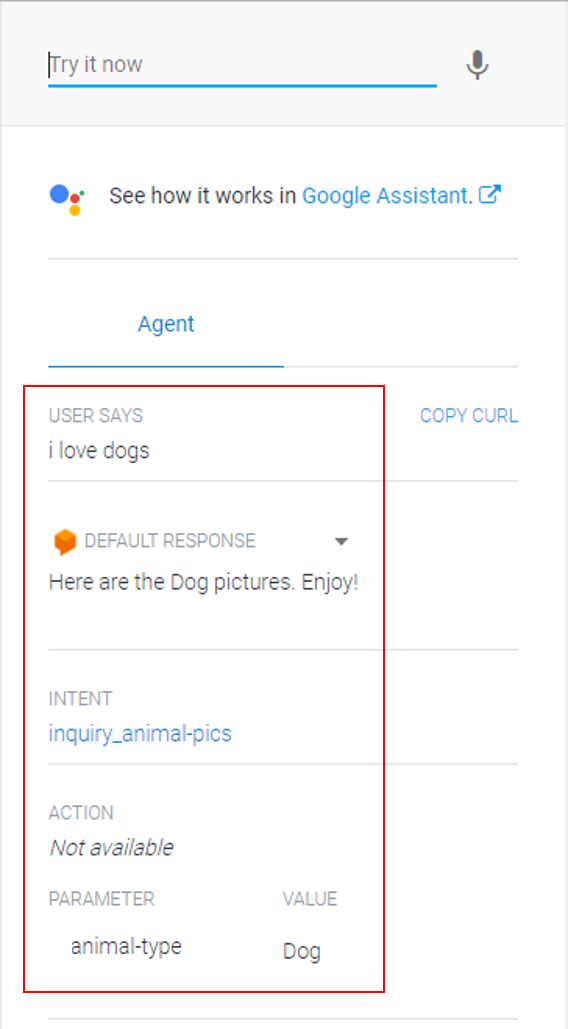 Try it now
See how it works in Google Assistant.
Agent
USER SAYS COPY CURL
i love dogs
DEFAULT RESPONSE
Here are the Dog pictures. Enjoy!
INTENT
inquiry_animal-pics
ACTION
Not available
PARAMETER VALUE
animal-type Dog